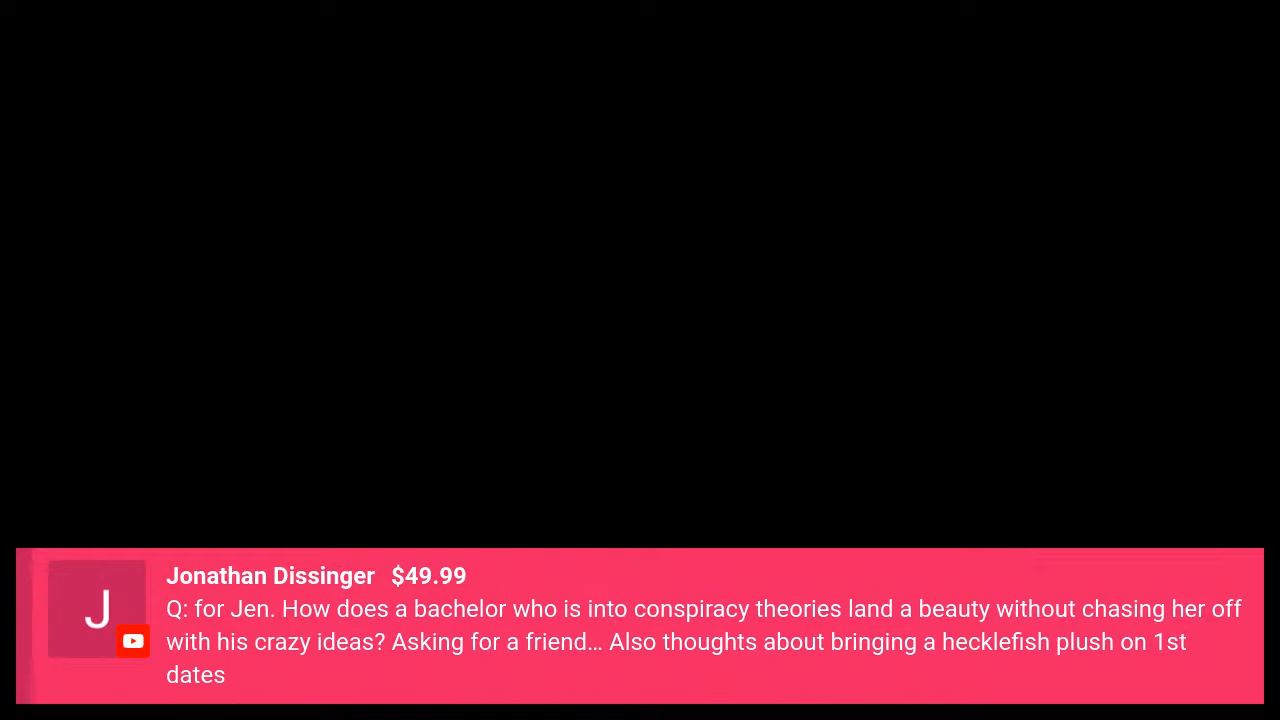 J
Jonathan Dissinger $49.99
Q: for Jen. How does a bachelor who is into conspiracy theories land a beauty without chasing her off
with his crazy ideas? Asking for a friend... Also thoughts about bringing a hecklefish plush on 1st
dates